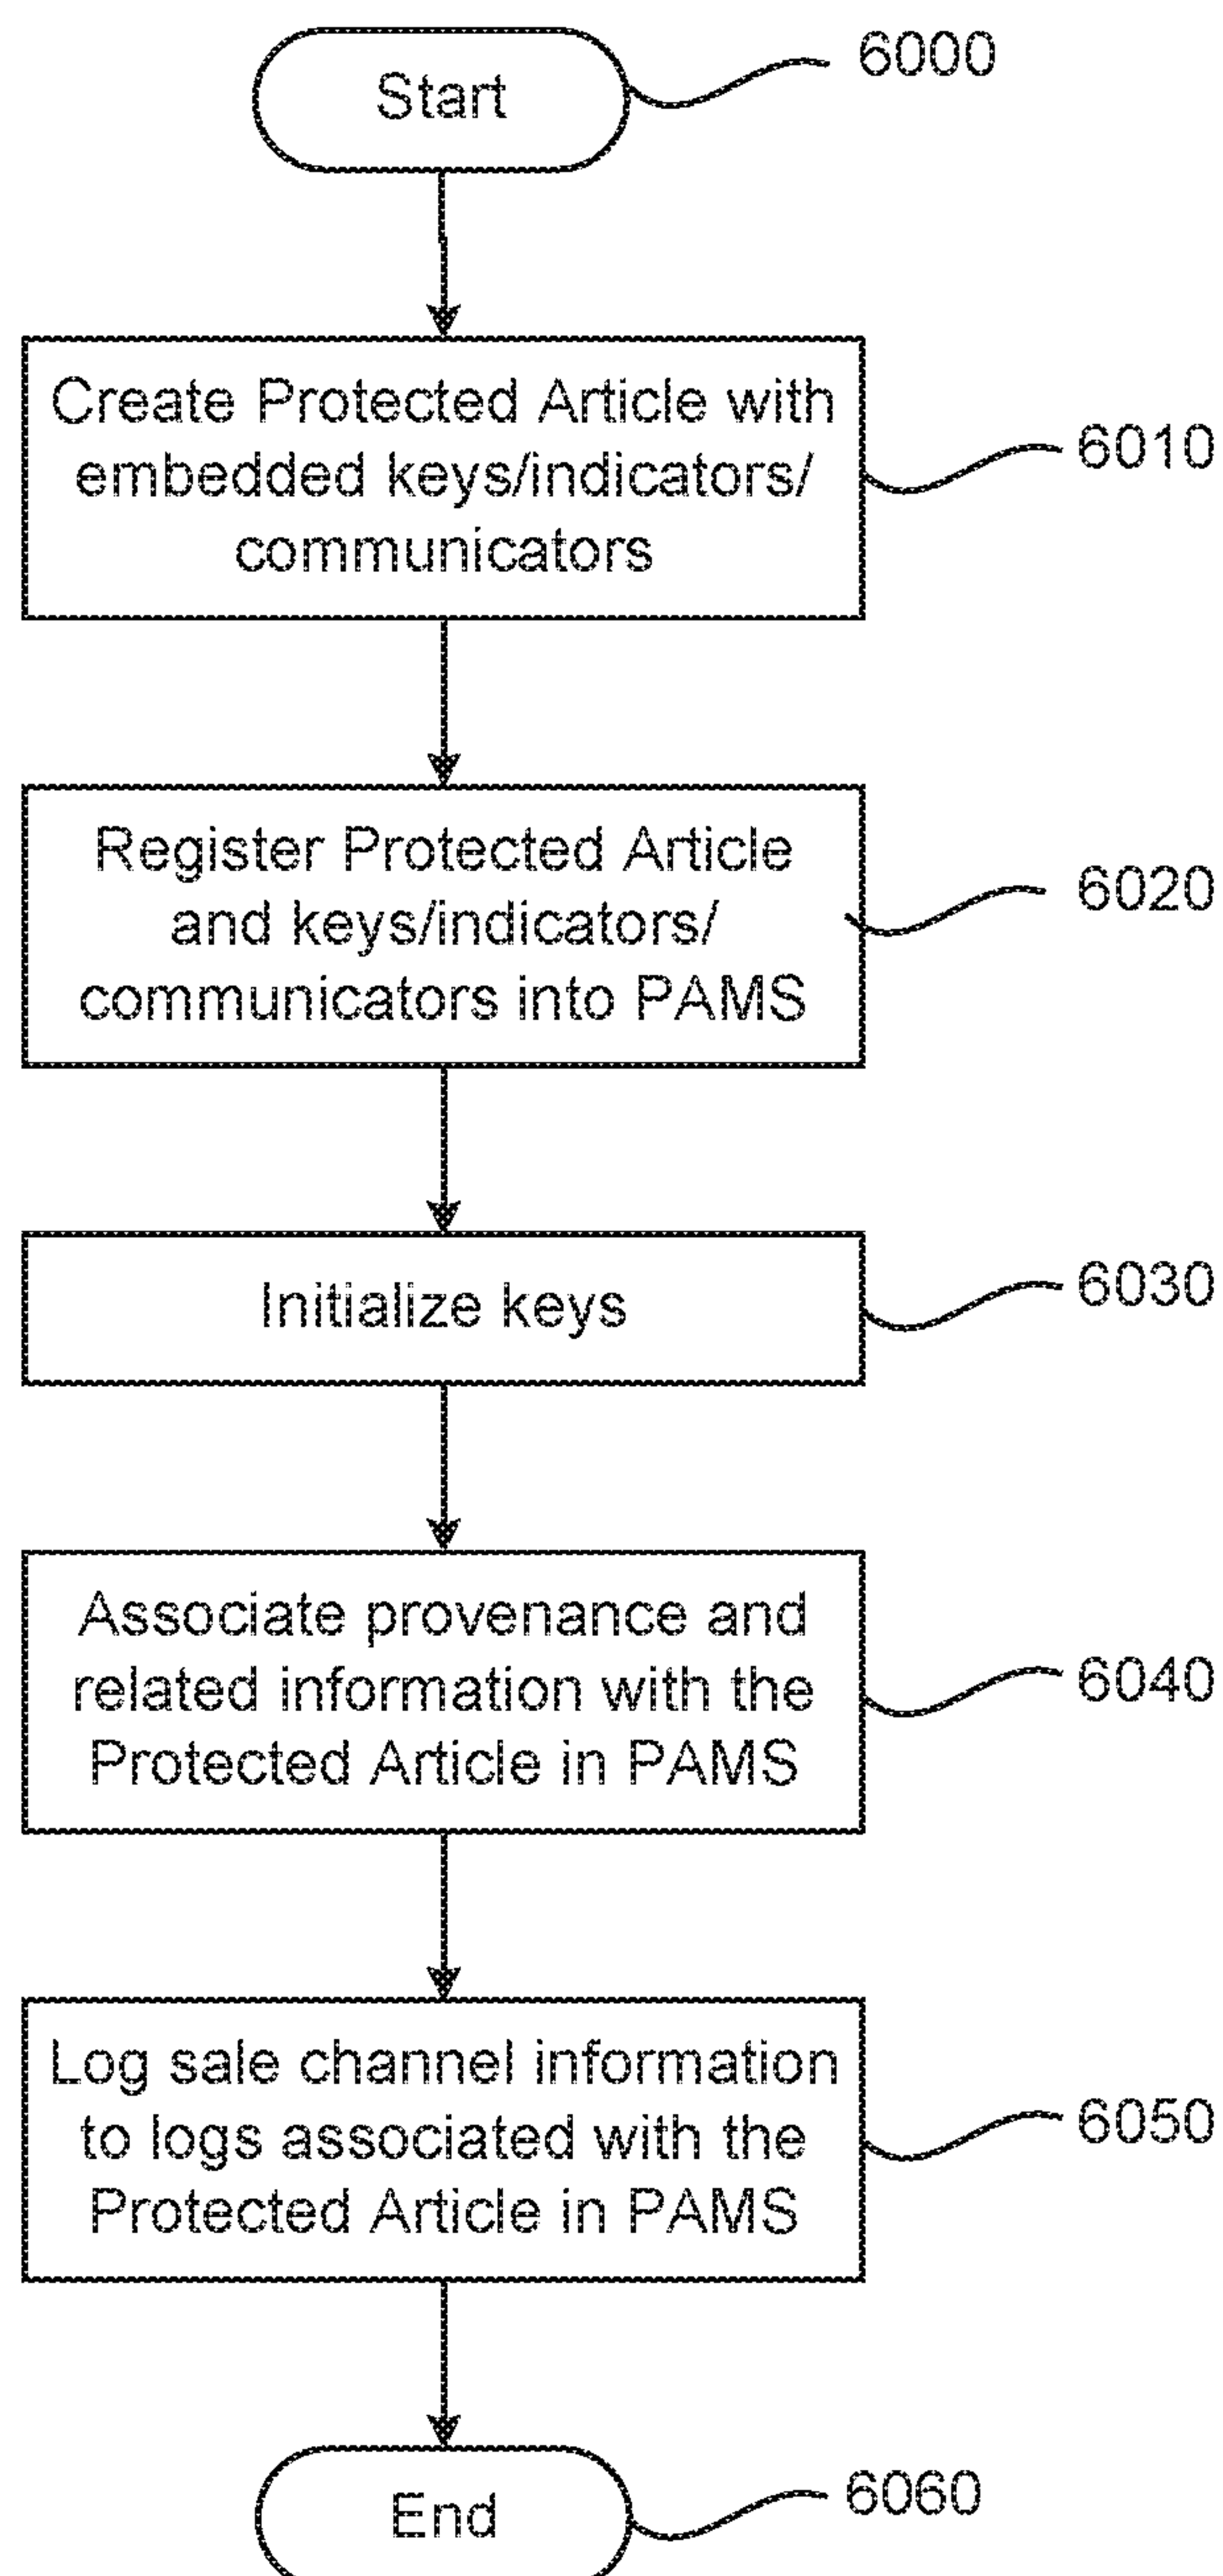 Start
6000
Create Protected Article with
embedded keys/indicators/
communicators
6010
Register Protected Article
and keys/indicators/
communicators into PAMS
6020
Initialize keys
6030
Associate provenance and
related information with the
Protected Article in PAMS
6040
Log sale channel information
to logs associated with the
Protected Article in PAMS
6050
End
6060